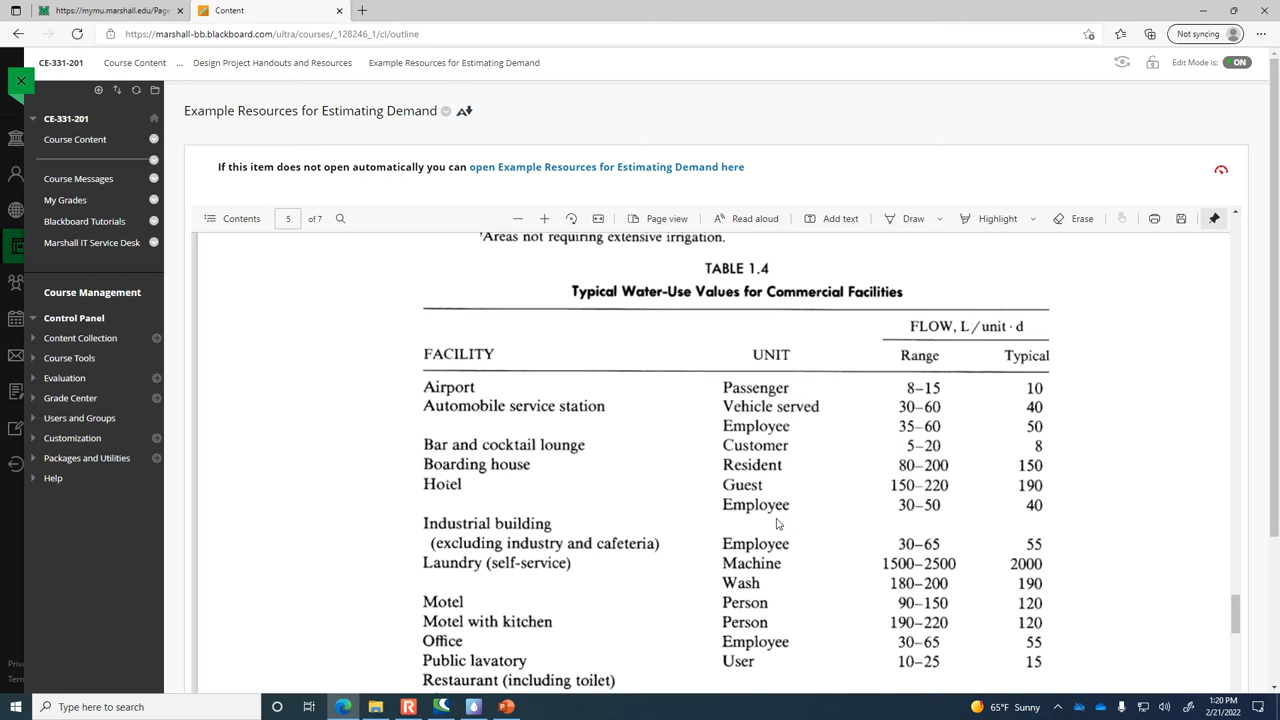 https://mymu.marshall.edu/Page
Content
https://marshall-bb.blackboard.com/ultra/courses/_128246_1/cl/outline
Not syncing
CE-331-201
Course Content
...
Design Project Handouts and Resources
Example Resources for Estimating Demand
Edit Mode is:
ON
CE-331-201
Course Content
Course Messages
My Grades
Blackboard Tutorials
Marshall IT Service Desk
Course Management
Control Panel
Content Collection
Course Tools
Evaluation
Grade Center
Users and Groups
Customization
Packages and Utilities
Help
Priv
Term
Example Resources for Estimating Demand
If this item does not open automatically you can open Example Resources for Estimating Demand here
Contents 5 of 7 Page view Read aloud Add text Draw Highlight Erase
Areas not requiring extensive irrigation.
TABLE 1.4
Typical Water-Use Values for Commercial Facilities
FLOW, L/unit · d
FACILITY UNIT Range Typical
Airport Passenger 8–15 10
Automobile service station Vehicle served 30–60 40
Employee 35–60 50
Bar and cocktail lounge Customer 5–20 8
Boarding house Resident 80–200 150
Hotel Guest 150–220 190
Employee 30–50 40
Industrial building
(excluding industry and cafeteria) Employee 30–65 55
Laundry (self-service) Machine 1500–2500 2000
Wash 180–200 190
Motel Person 90–150 120
Motel with kitchen Person 190–220 120
Office Employee 30–65 55
Public lavatory User 10–25 15
Restaurant (including toilet)
Type here to search
65°F Sunny
1:20 PM
2/21/2022